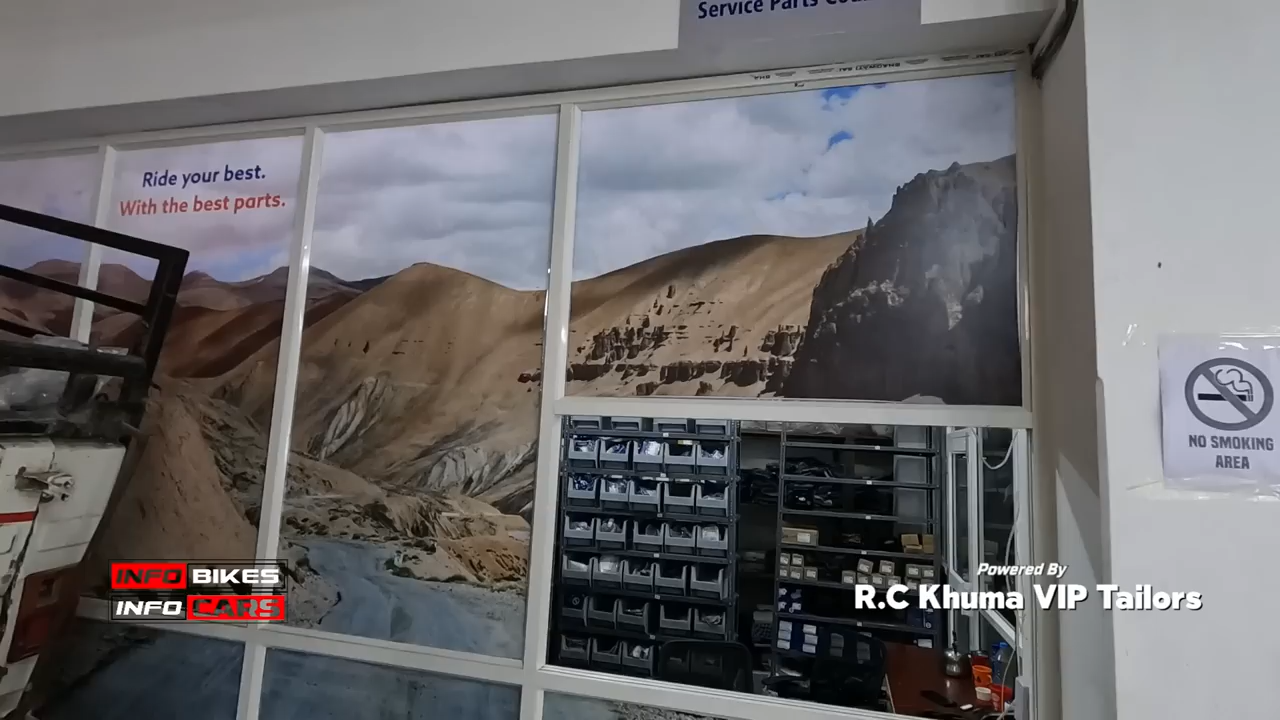 Service Parts
Ride your best.
With the best parts.
NO SMOKING
AREA
INFO BIKES
INFO CARS
Powered By
R.C Khuma VIP Tailors